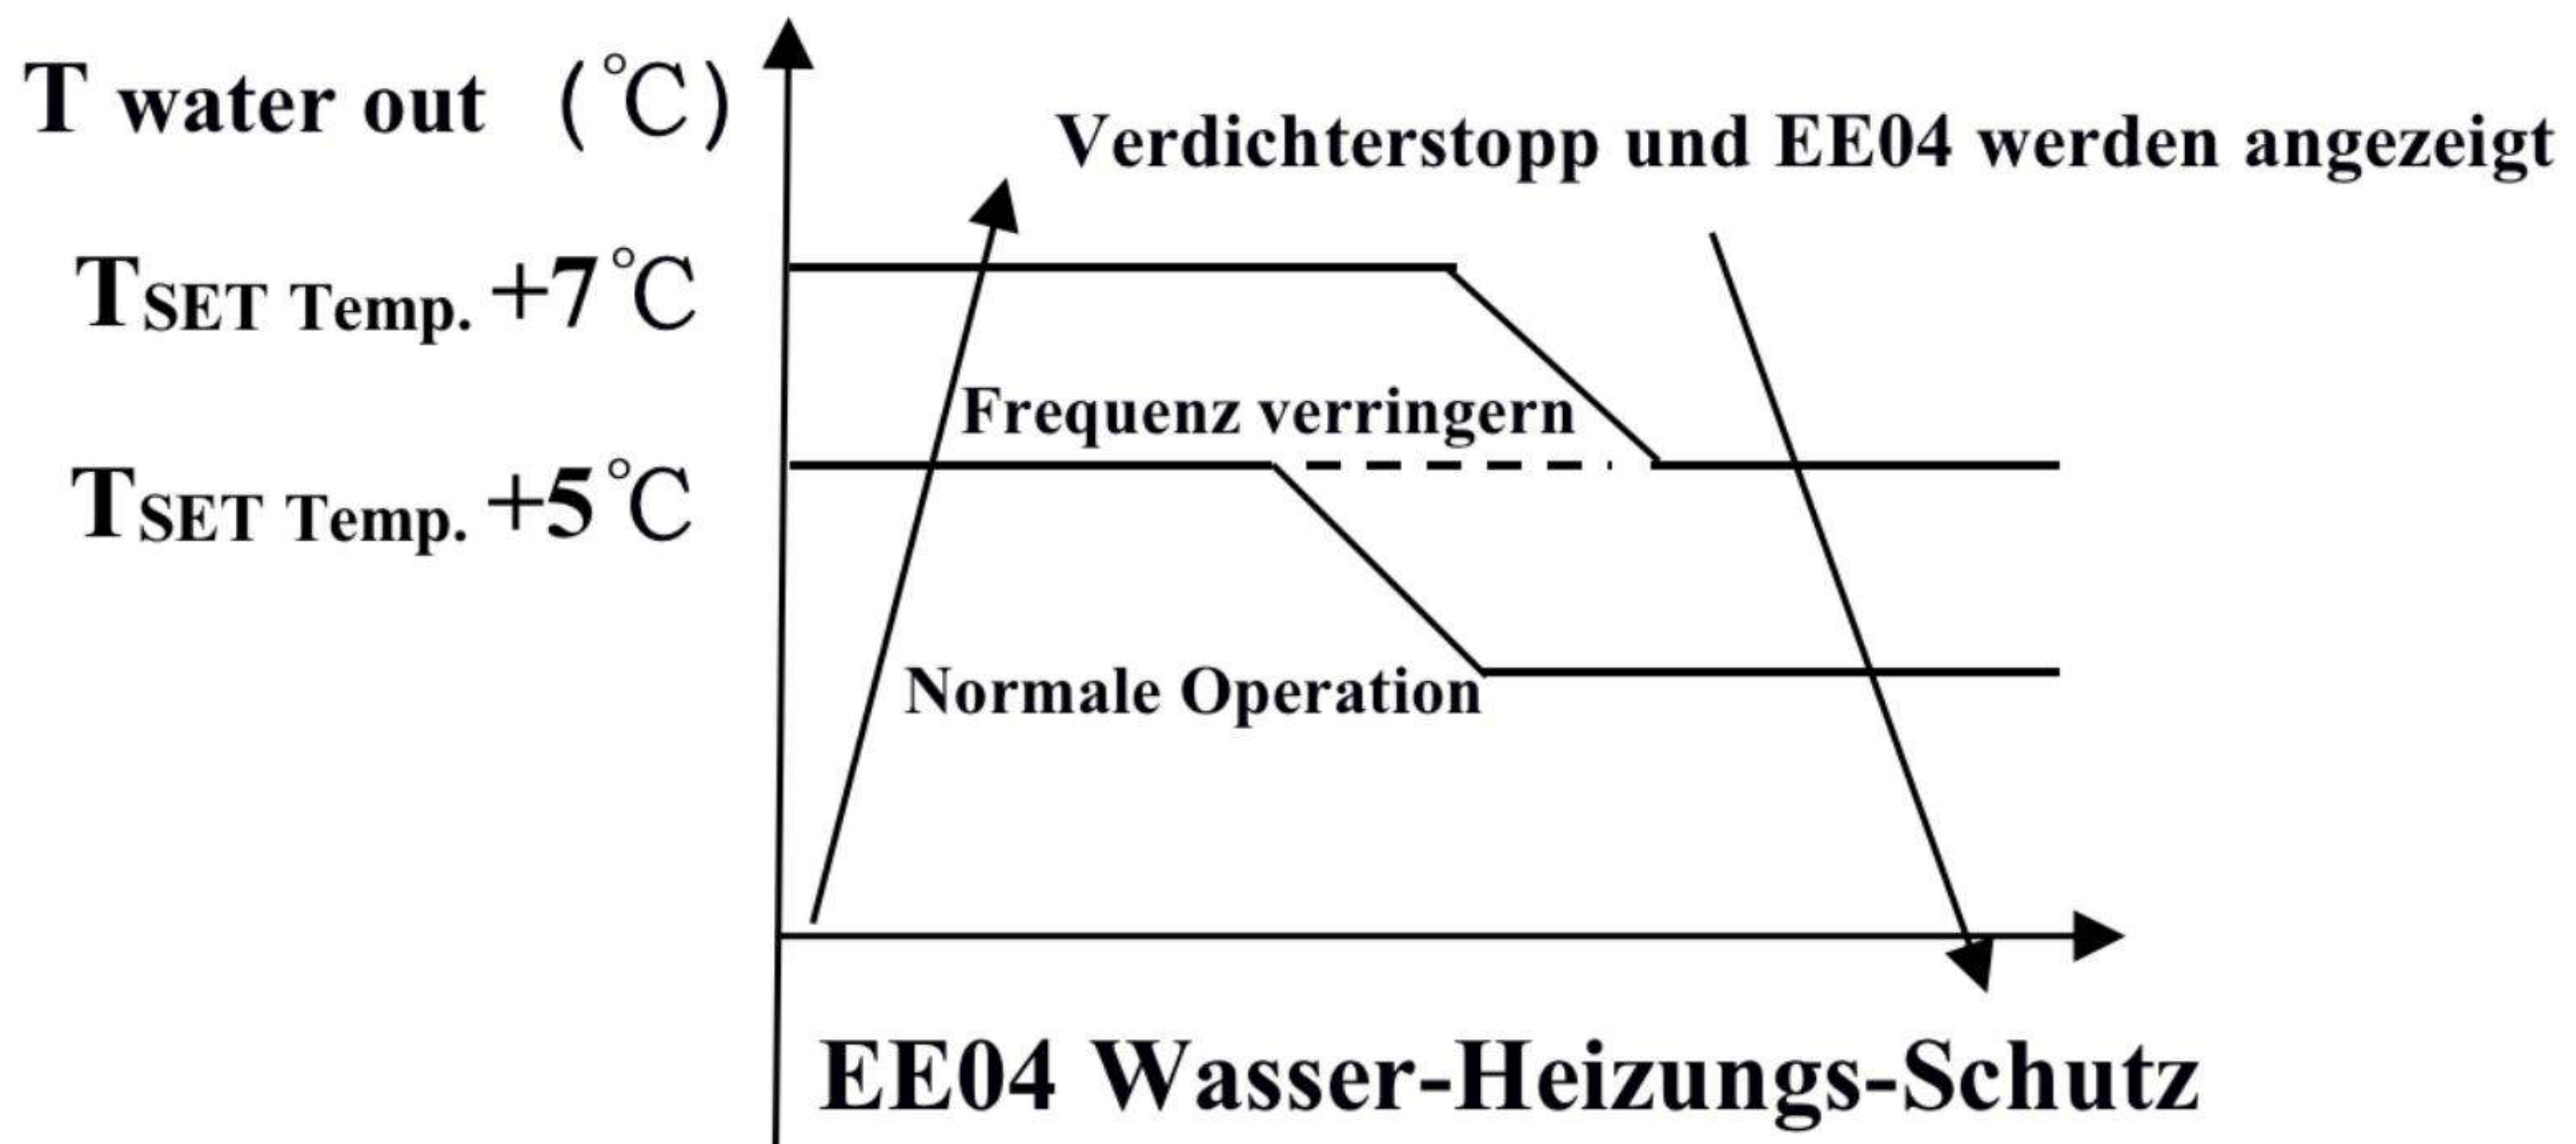 T water out (℃)
Verdichterstopp und EE04 werden angezeigt
TSET Temp. +7℃
Frequenz verringern
TSET Temp. +5℃
Normale Operation
EE04 Wasser-Heizungs-Schutz